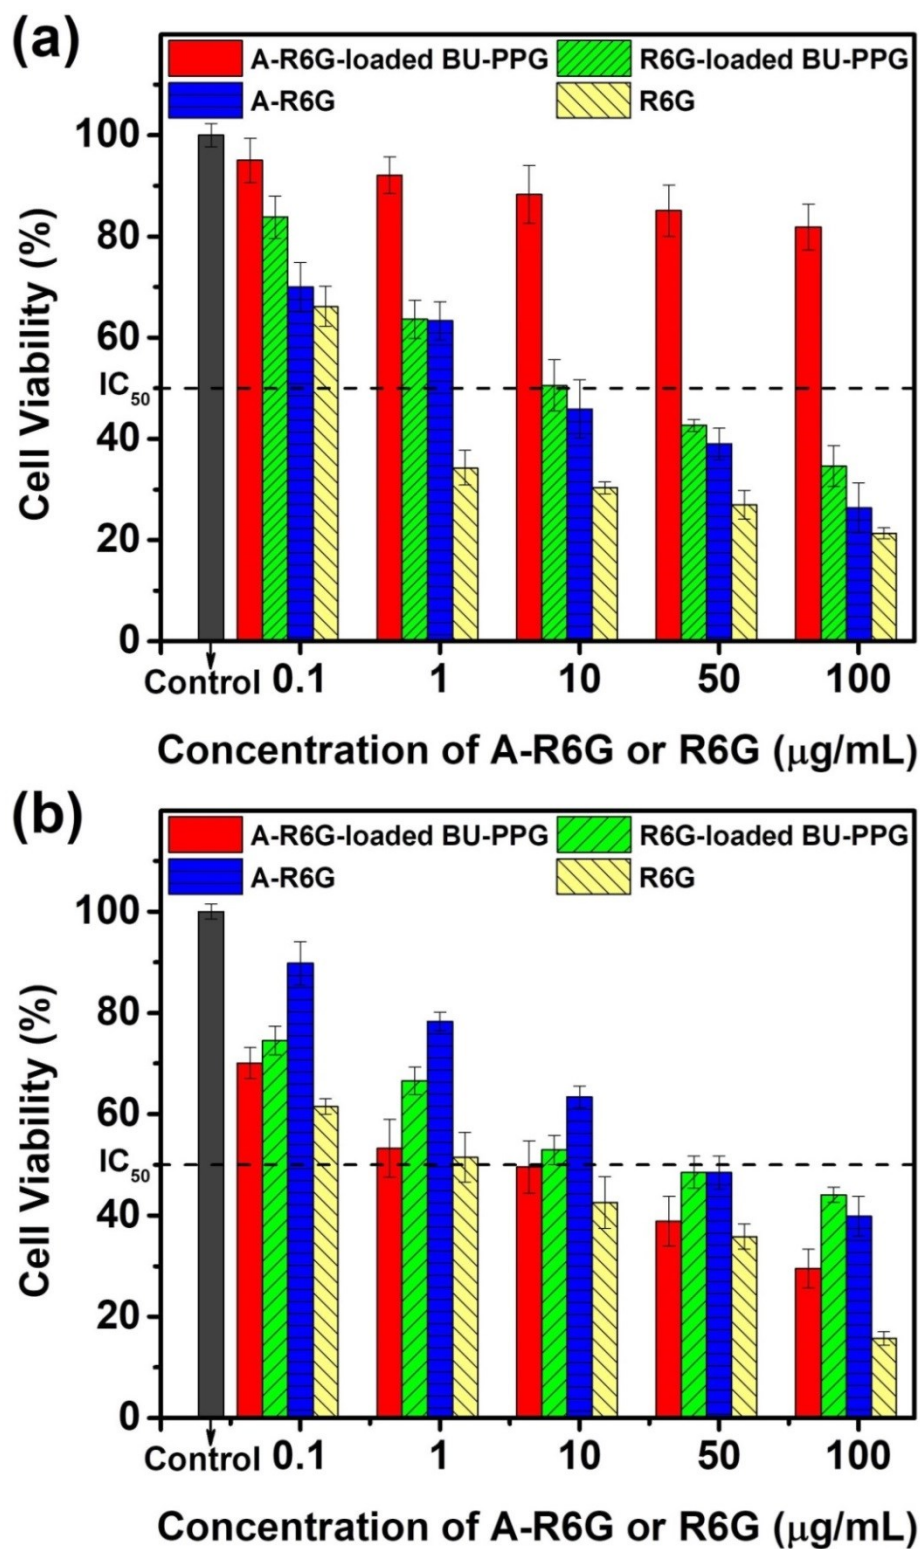 (a)
A-R6G-loaded BU-PPG R6G-loaded BU-PPG
A-R6G R6G
100
80
60
IC50
40
20
0
Cell Viability (%)
Control 0.1 1 10 50 100
Concentration of A-R6G or R6G (μg/mL)
(b)
A-R6G-loaded BU-PPG R6G-loaded BU-PPG
A-R6G R6G
100
80
60
IC50
40
20
0
Cell Viability (%)
Control 0.1 1 10 50 100
Concentration of A-R6G or R6G (μg/mL)